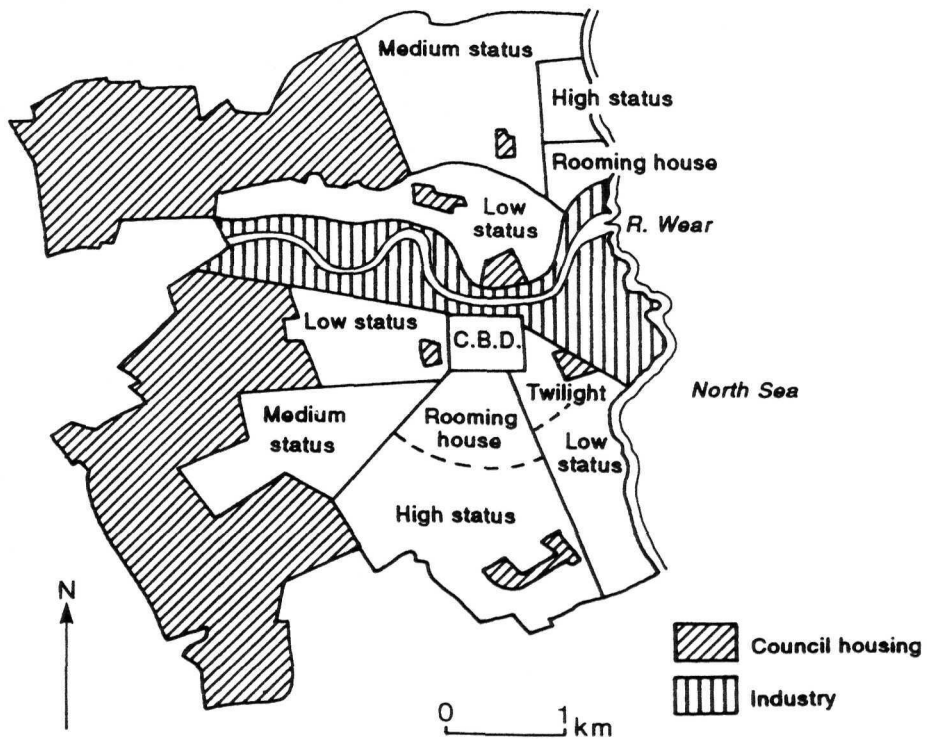 Medium status
High status
Rooming house
Low
status
R. Wear
Low status
C.B.D.
North Sea
Twilight
Medium
status
Rooming
house
Low
status
High status
N
Council housing
Industry
0 1
km